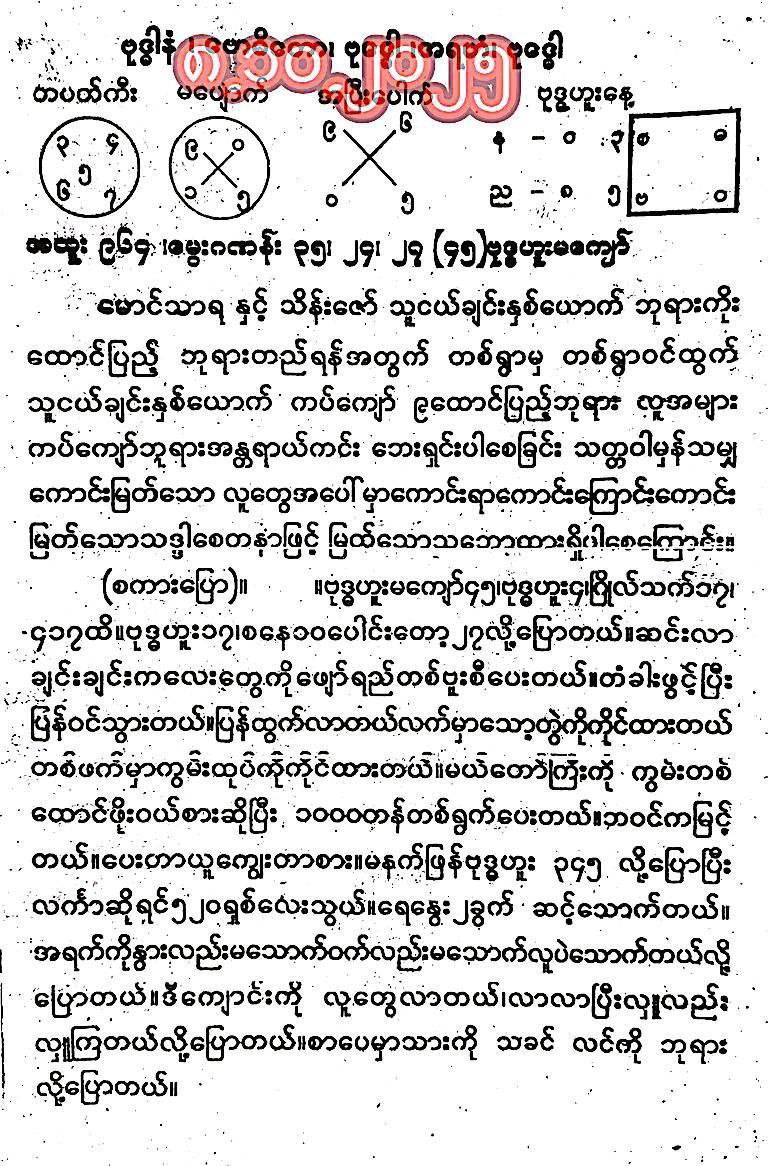 ဗုဒ္ဓါနံ ၊ ဗုဒ္ဓေါ ၊ ဗုဒ္ဓေါ
၈.၁၀.၂၀၂၅
တပတ်ကီး မပျောက် အပြီးပေါက် ဗုဒ္ဓဟူးနေ့
၃ ၄ ၉ ၀ ၉ ၆ န - ၀ ၃ စ ဓ
၅
၆ ၇ ၁ ၅ ၀ ၅ ည - ၈ ၅ ဗ ဝ
အထူး ၉၆၄ ၊မွေးဂဏန်း ၃၅၊ ၂၄၊ ၂၇ (၄၅)ဗုဒ္ဓဟူးမကျော်
မောင်သာရ နှင့် သိန်းဇော် သူငယ်ချင်းနှစ်ယောက် ဘုရားကိုး
ထောင်ပြည့် ဘုရားတည်ရန်အတွက် တစ်ရွာမှ တစ်ရွာဝင်ထွက်
သူငယ်ချင်းနှစ်ယောက် ကပ်ကျော် ၉ထောင်ပြည့်ဘုရား လူအများ
ကပ်ကျော်ဘုရားအန္တရာယ်ကင်း ဘေးရှင်းပါစေခြင်း သတ္တဝါမှန်သမျှ
ကောင်းမြတ်သော လူတွေအပေါ်မှာကောင်းရာကောင်းကြောင်းကောင်း
မြတ်သောသဒ္ဒါစေတနာဖြင့် မြတ်သောသဘောထားရှိပါစေကြောင်း။
(စကားပြော)။ ။ဗုဒ္ဓဟူးမကျော်၄၅၊ဗုဒ္ဓဟူး၄၊ဂြိုလ်သက်၁၇၊
၄၁၇ထိ။ဗုဒ္ဓဟူး၁၇၊စနေ၁၀ပေါင်းတော့၂၇လို့ပြောတယ်။ဆင်းလာ
ချင်းချင်းကလေးတွေကိုဖျော်ရည်တစ်ဗူးစီပေးတယ်။တံခါးဖွင့်ပြီး
ပြန်ဝင်သွားတယ်။ပြန်ထွက်လာတယ်လက်မှာသော့တွဲကိုကိုင်ထားတယ်
တစ်ဖက်မှာကွမ်းထုပ်ကိုကိုင်ထားတယ်။မယ်တော်ကြီးကို ကွမ်းတစ်
ထောင်ဖိုးဝယ်စားဆိုပြီး ၁၀၀၀တန်တစ်ရွက်ပေးတယ်။ဘဝင်ကမြင့်
တယ်။ပေးတာယူကျွေးတာစား။မနက်ဖြန်ဗုဒ္ဓဟူး ၃၄၅ လို့ပြောပြီး
လင်္ကာဆိုရင်၅၂၀ရှစ်လေးသွယ်။ရေနွေး၂ခွက် ဆင့်သောက်တယ်။
အရက်ကိုနွားလည်းမသောက်ဝက်လည်းမသောက်လူပဲသောက်တယ်လို့
ပြောတယ်။ဒီကျောင်းကို လူတွေလာတယ်၊လာလာပြီးလှူလည်း
လှူကြတယ်လို့ပြောတယ်။စာပေမှာသားကို သခင် လင်ကို ဘုရား
လို့ပြောတယ်။